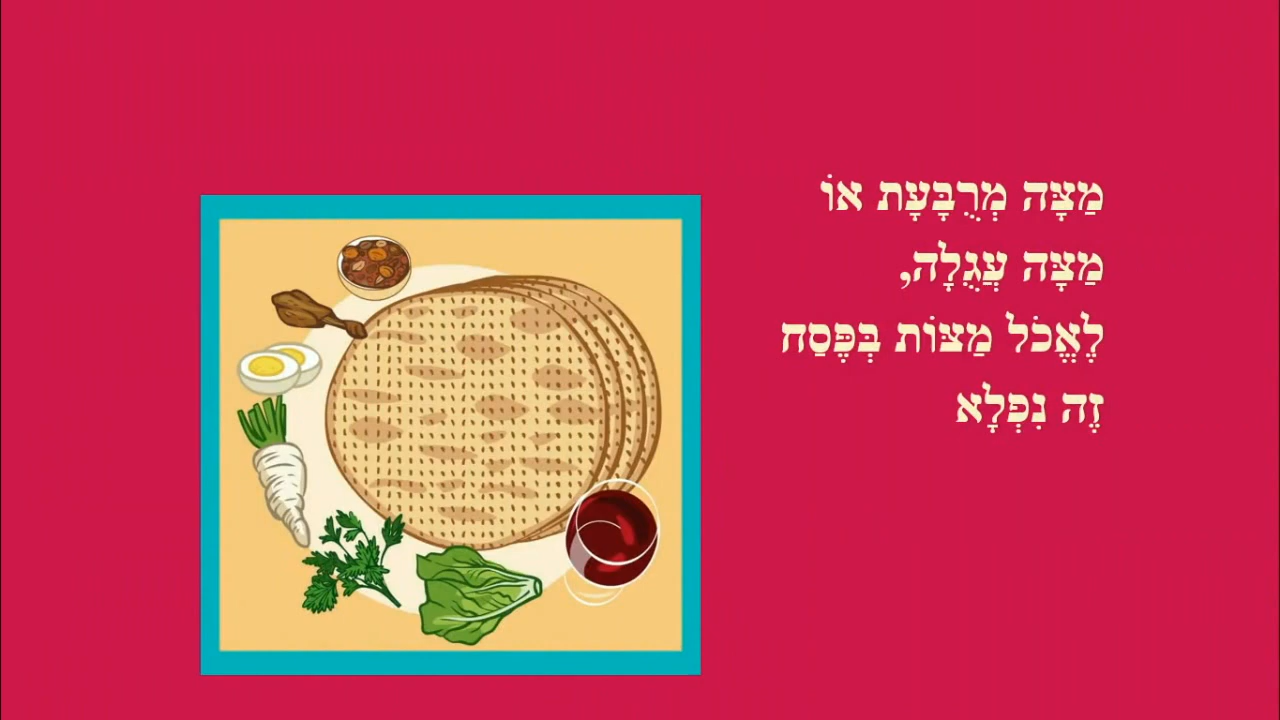 מַצָּה מְרֻבָּעָת אוֹ
מַצָּה עֲגֻלָה,
לֶאֱכֹל מַצּוֹת בְּפֶּסַח
זֶה נִפְּלָא